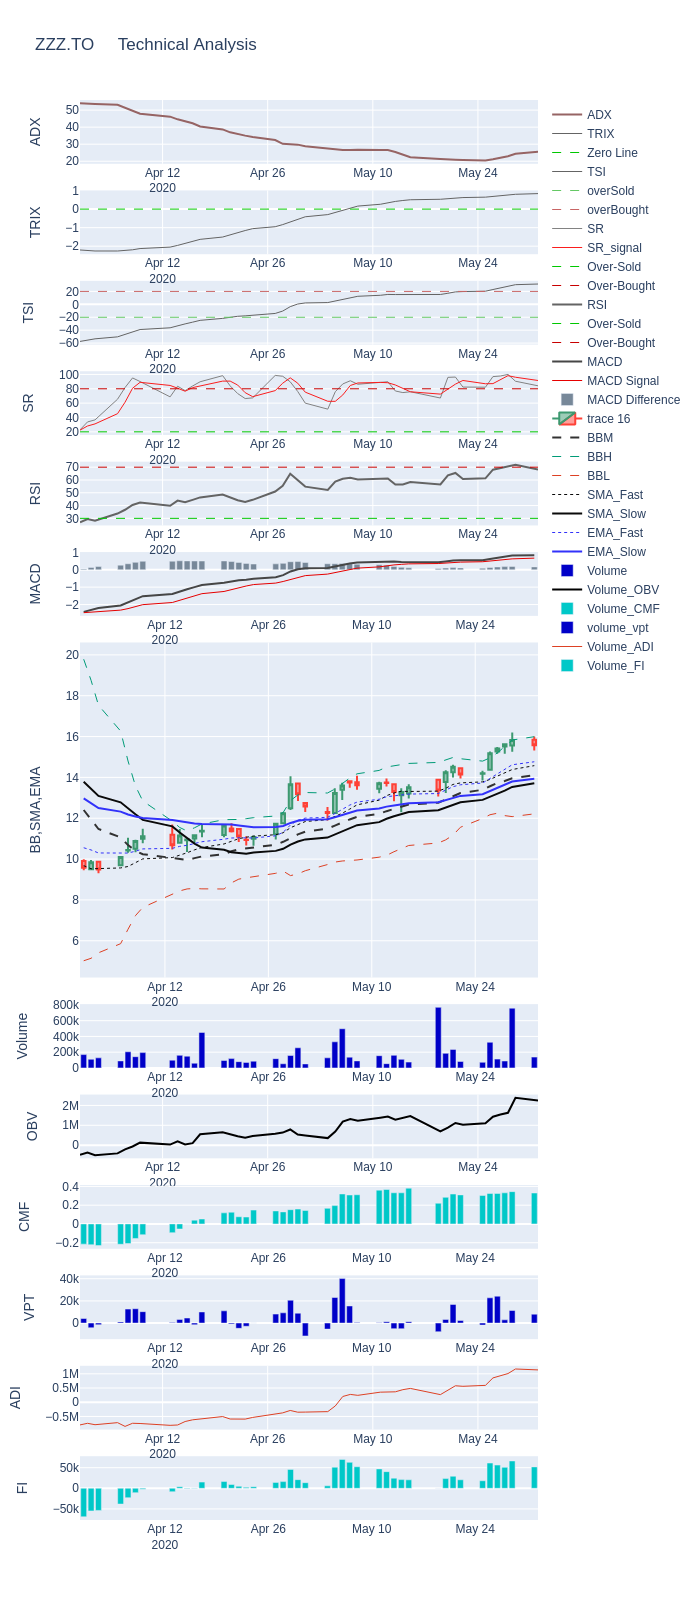 ZZZ.TO Technical Analysis
ADX
50
40
30
20
Apr 12
2020
Apr 26
May 10
May 24
TRIX
1
0
−1
−2
Apr 12
2020
Apr 26
May 10
May 24
TSI
20
0
−20
−40
−60
Apr 12
2020
Apr 26
May 10
May 24
SR
100
80
60
40
20
Apr 12
2020
Apr 26
May 10
May 24
RSI
70
60
50
40
30
Apr 12
2020
Apr 26
May 10
May 24
MACD
1
0
−1
−2
Apr 12
2020
Apr 26
May 10
May 24
BB,SMA,EMA
20
18
16
14
12
10
8
6
Apr 12
2020
Apr 26
May 10
May 24
Volume
800k
600k
400k
200k
0
Apr 12
2020
Apr 26
May 10
May 24
OBV
2M
1M
0
Apr 12
2020
Apr 26
May 10
May 24
CMF
0.4
0.2
0
−0.2
Apr 12
2020
Apr 26
May 10
May 24
VPT
40k
20k
0
Apr 12
2020
Apr 26
May 10
May 24
ADI
1M
0.5M
0
−0.5M
Apr 12
2020
Apr 26
May 10
May 24
FI
50k
0
−50k
Apr 12
2020
Apr 26
May 10
May 24
ADX
TRIX
Zero Line
TSI
overSold
overBought
SR
SR_signal
Over-Sold
Over-Bought
RSI
Over-Sold
Over-Bought
MACD
MACD Signal
MACD Difference
trace 16
BBM
BBH
BBL
SMA_Fast
SMA_Slow
EMA_Fast
EMA_Slow
Volume
Volume_OBV
Volume_CMF
volume_vpt
Volume_ADI
Volume_FI